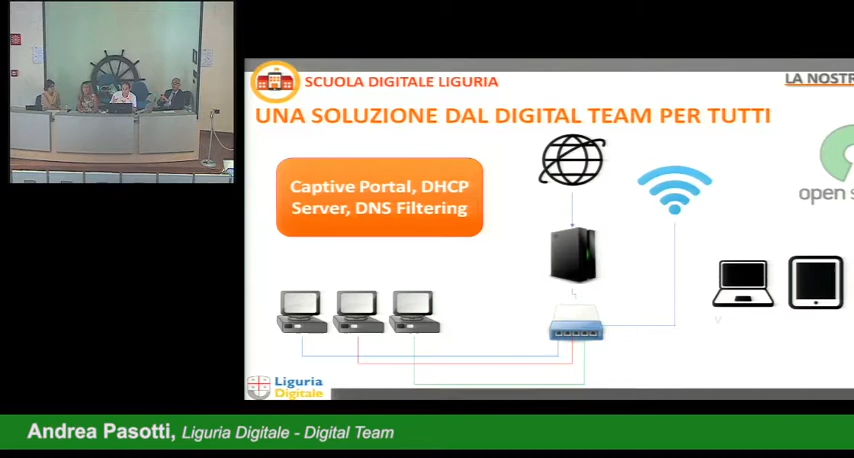 SCUOLA DIGITALE LIGURIA
LA NOSTR
UNA SOLUZIONE DAL DIGITAL TEAM PER TUTTI
Captive Portal, DHCP
Server, DNS Filtering
open s
Liguria
Digitale
Andrea Pasotti, Liguria Digitale - Digital Team